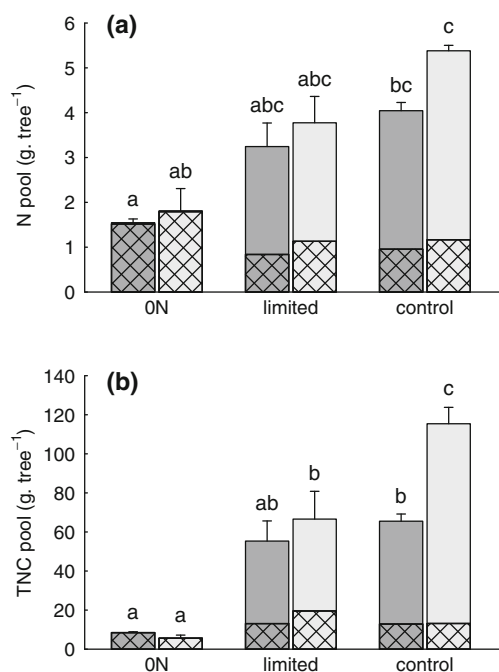 (a)
N pool (g. tree⁻¹)
6
5
4
3
2
1
0
a
ab
abc
abc
bc
c
0N
limited
control
(b)
TNC pool (g. tree⁻¹)
140
120
100
80
60
40
20
0
a
a
ab
b
b
c
0N
limited
control